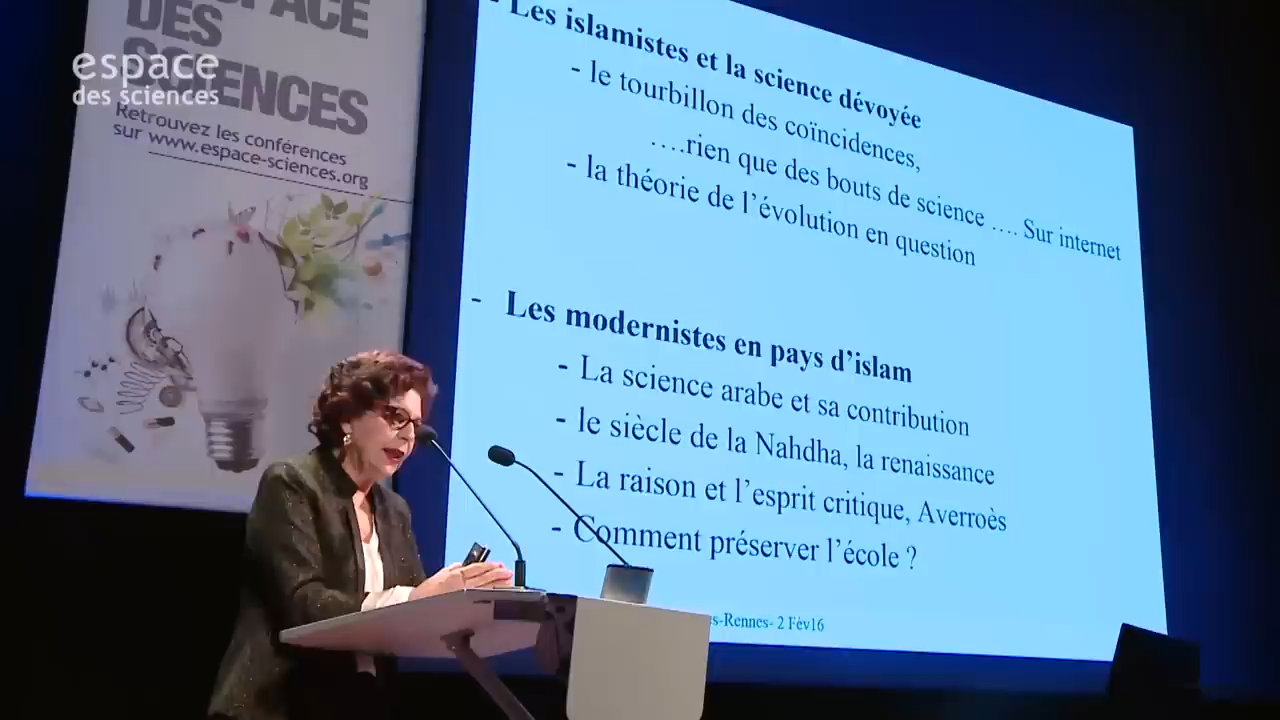 ESPACE
DES
SCIENCES
espace
des sciences
Retrouvez les conférences
sur www.espace-sciences.org
- Les islamistes et la science dévoyée
- le tourbillon des coïncidences,
....rien que des bouts de science .... Sur internet
- la théorie de l'évolution en question
- Les modernistes en pays d'islam
- La science arabe et sa contribution
- le siècle de la Nahdha, la renaissance
- La raison et l'esprit critique, Averroès
- Comment préserver l'école ?
s-Rennes- 2 Fèv16